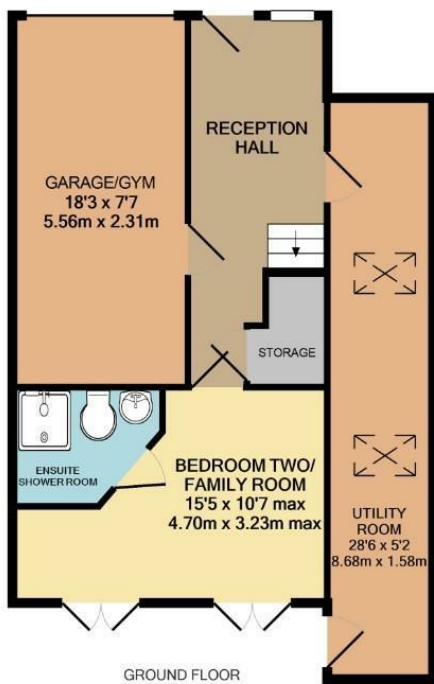 RECEPTION
HALL
GARAGE/GYM
18'3 x 7'7
5.56m x 2.31m
STORAGE
ENSUITE
SHOWER ROOM
BEDROOM TWO/
FAMILY ROOM
15'5 x 10'7 max
4.70m x 3.23m max
UTILITY
ROOM
28'6 x 5'2
8.68m x 1.58m
GROUND FLOOR